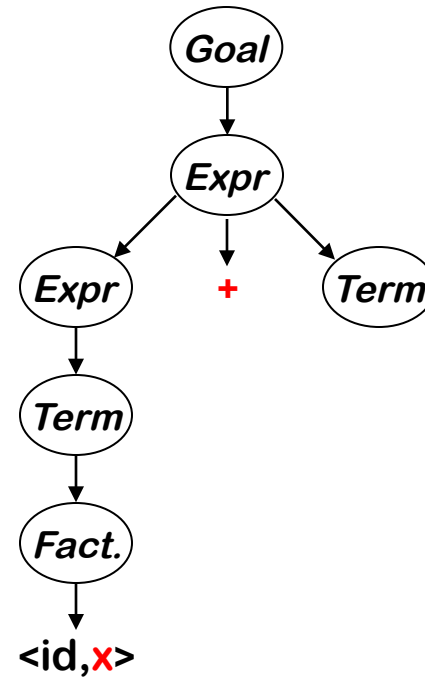 Goal
Expr
Expr + Term
Term
Fact.
<id,x>